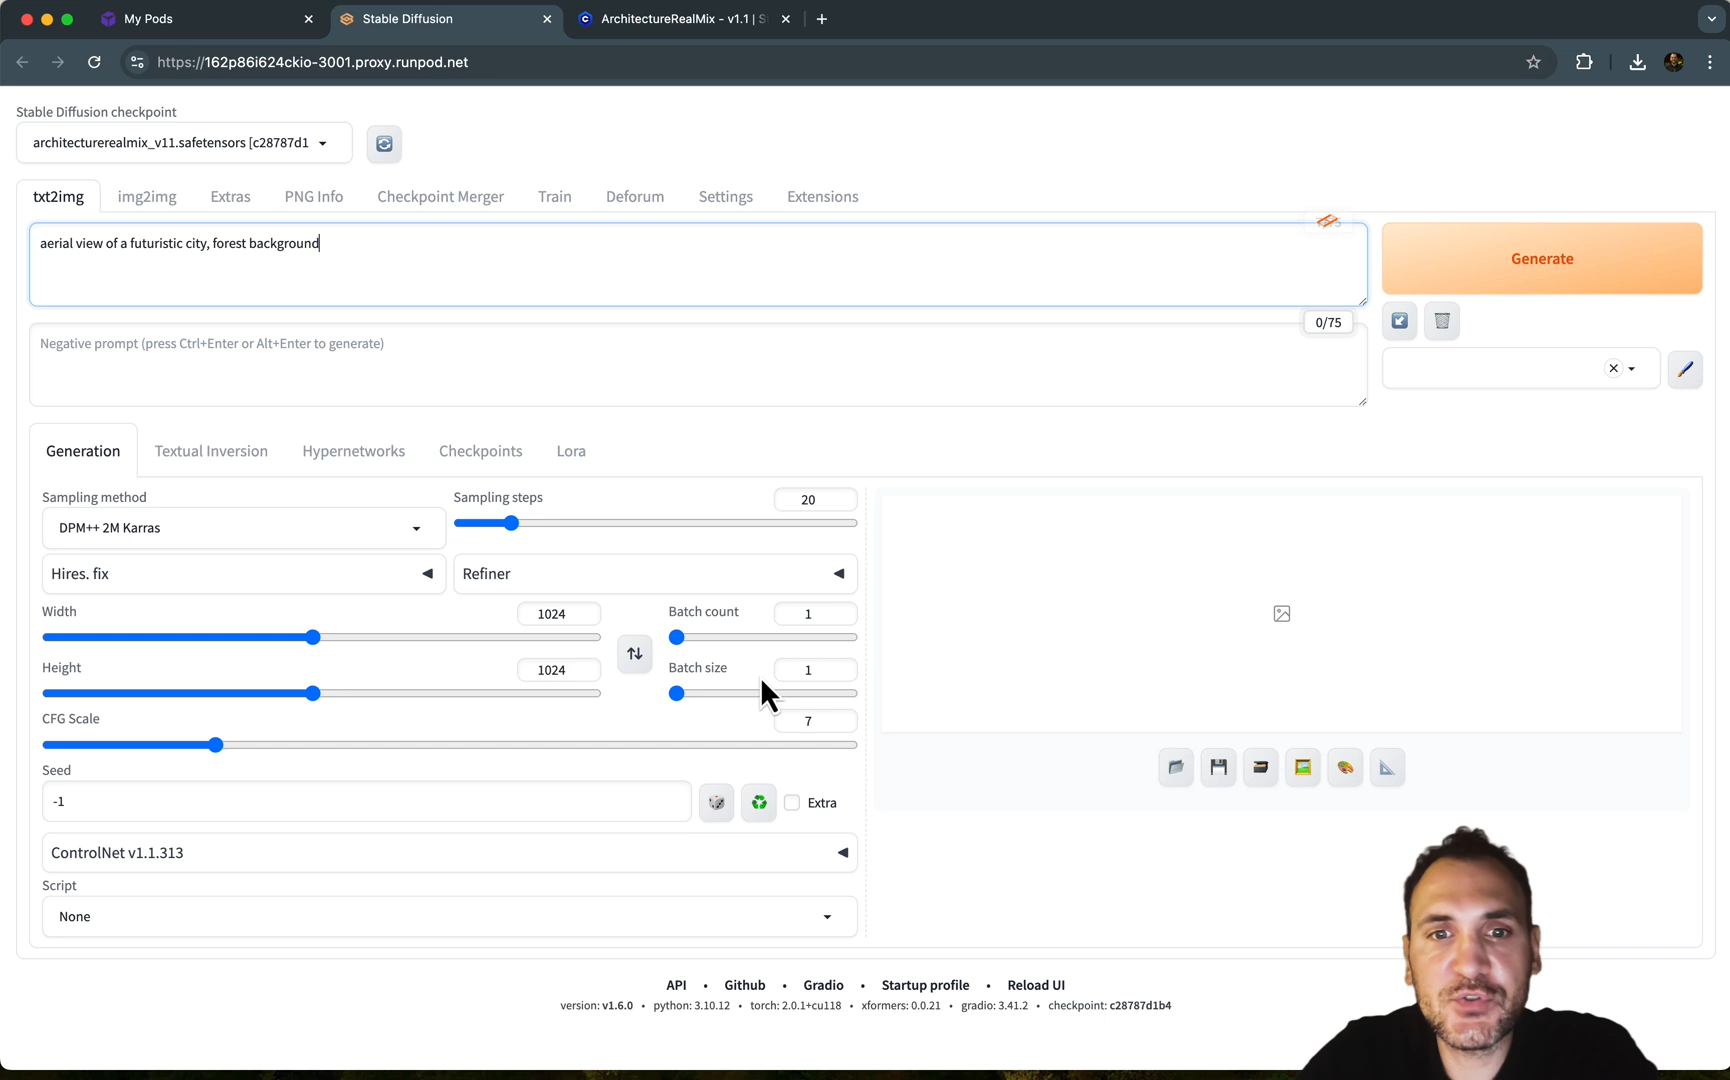 My Pods
Stable Diffusion
ArchitectureRealMix - v1.1 | S
https://162p86i624ckio-3001.proxy.runpod.net
Stable Diffusion checkpoint
architecturerealmix_v11.safetensors [c28787d1
txt2img
img2img
Extras
PNG Info
Checkpoint Merger
Train
Deforum
Settings
Extensions
aerial view of a futuristic city, forest background
Generate
0/75
Negative prompt (press Ctrl+Enter or Alt+Enter to generate)
Generation
Textual Inversion
Hypernetworks
Checkpoints
Lora
Sampling method
DPM++ 2M Karras
Sampling steps
20
Hires. fix
Refiner
Width
1024
Batch count
1
Height
1024
Batch size
1
CFG Scale
7
Seed
-1
Extra
ControlNet v1.1.313
Script
None
API • Github • Gradio • Startup profile • Reload UI
version: v1.6.0 • python: 3.10.12 • torch: 2.0.1+cu118 • xformers: 0.0.21 • gradio: 3.41.2 • checkpoint: c28787d1b4